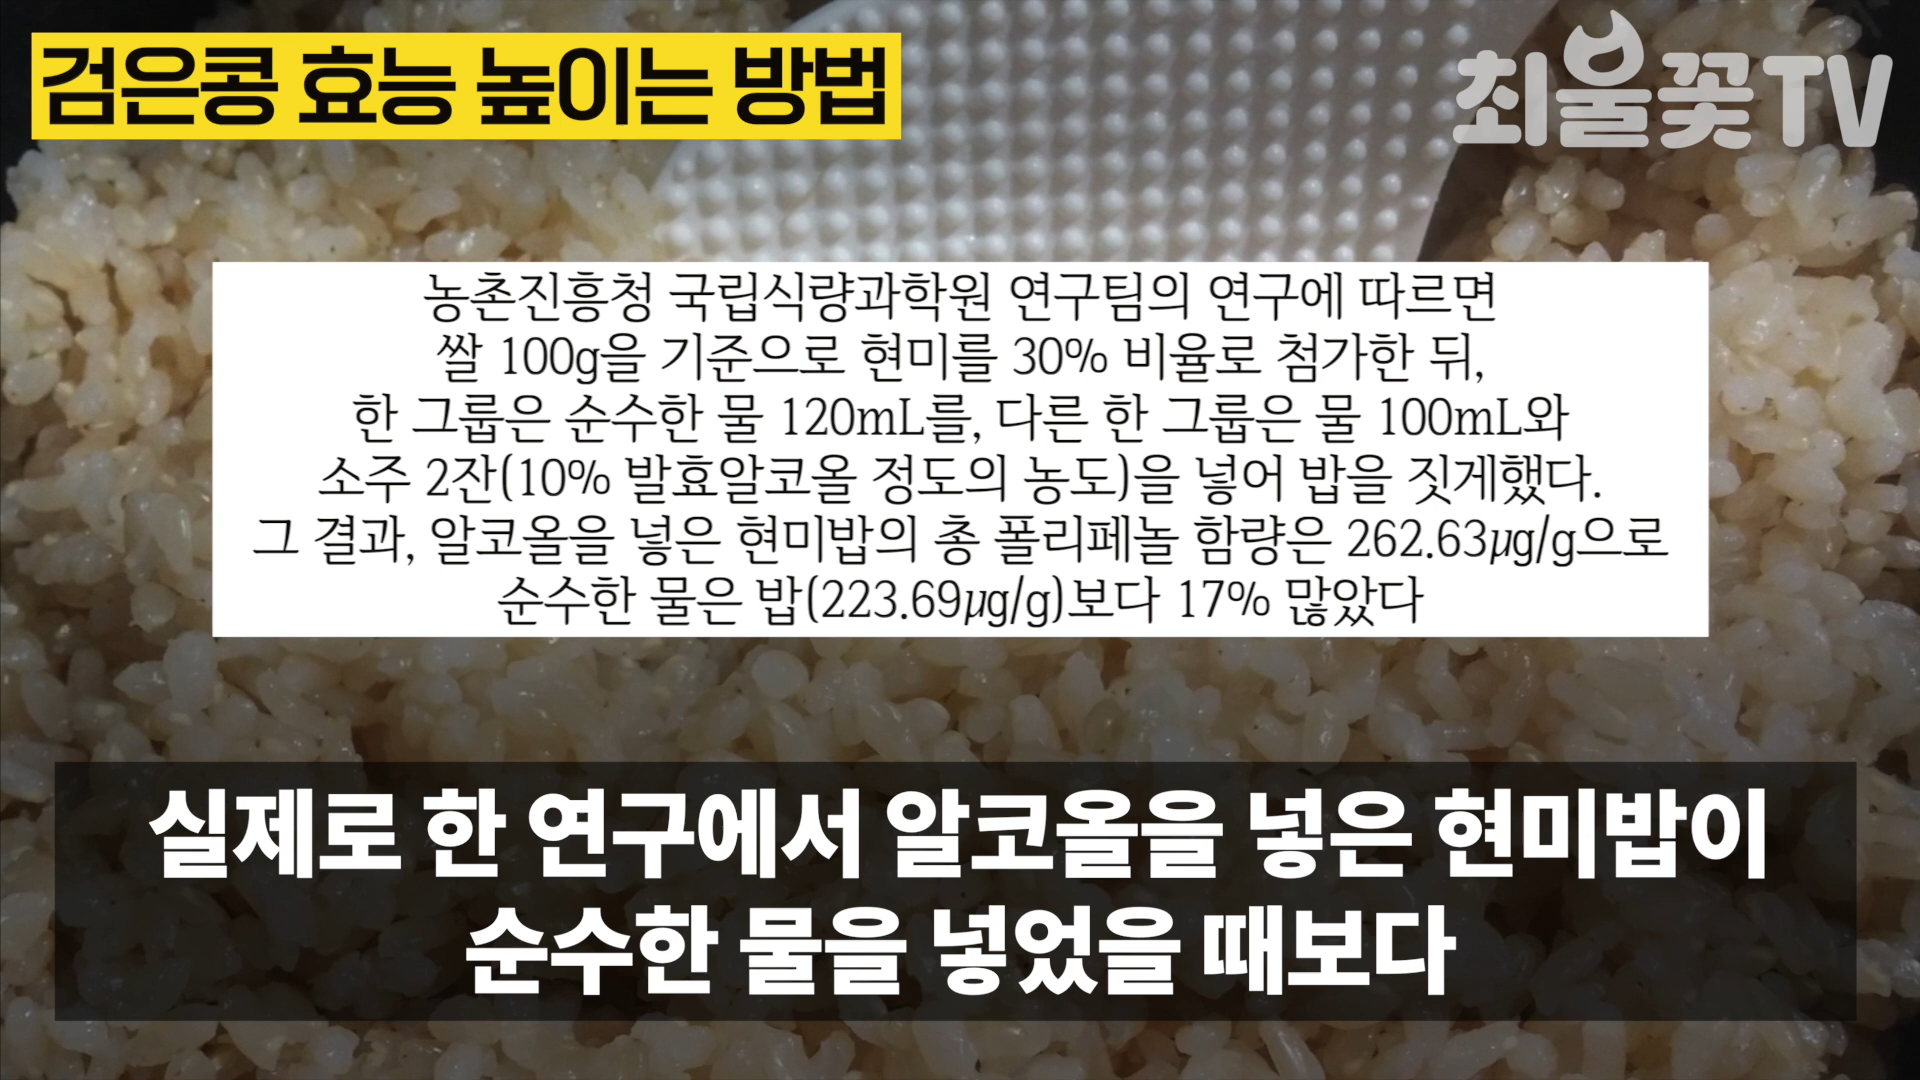 검은콩 효능 높이는 방법
최울꽃TV
농촌진흥청 국립식량과학원 연구팀의 연구에 따르면
쌀 100g을 기준으로 현미를 30% 비율로 첨가한 뒤,
한 그룹은 순수한 물 120mL를, 다른 한 그룹은 물 100mL와
소주 2잔(10% 발효알코올 정도의 농도)을 넣어 밥을 짓게했다.
그 결과, 알코올을 넣은 현미밥의 총 폴리페놀 함량은 262.63µg/g으로
순수한 물은 밥(223.69µg/g)보다 17% 많았다
실제로 한 연구에서 알코올을 넣은 현미밥이
순수한 물을 넣었을 때보다